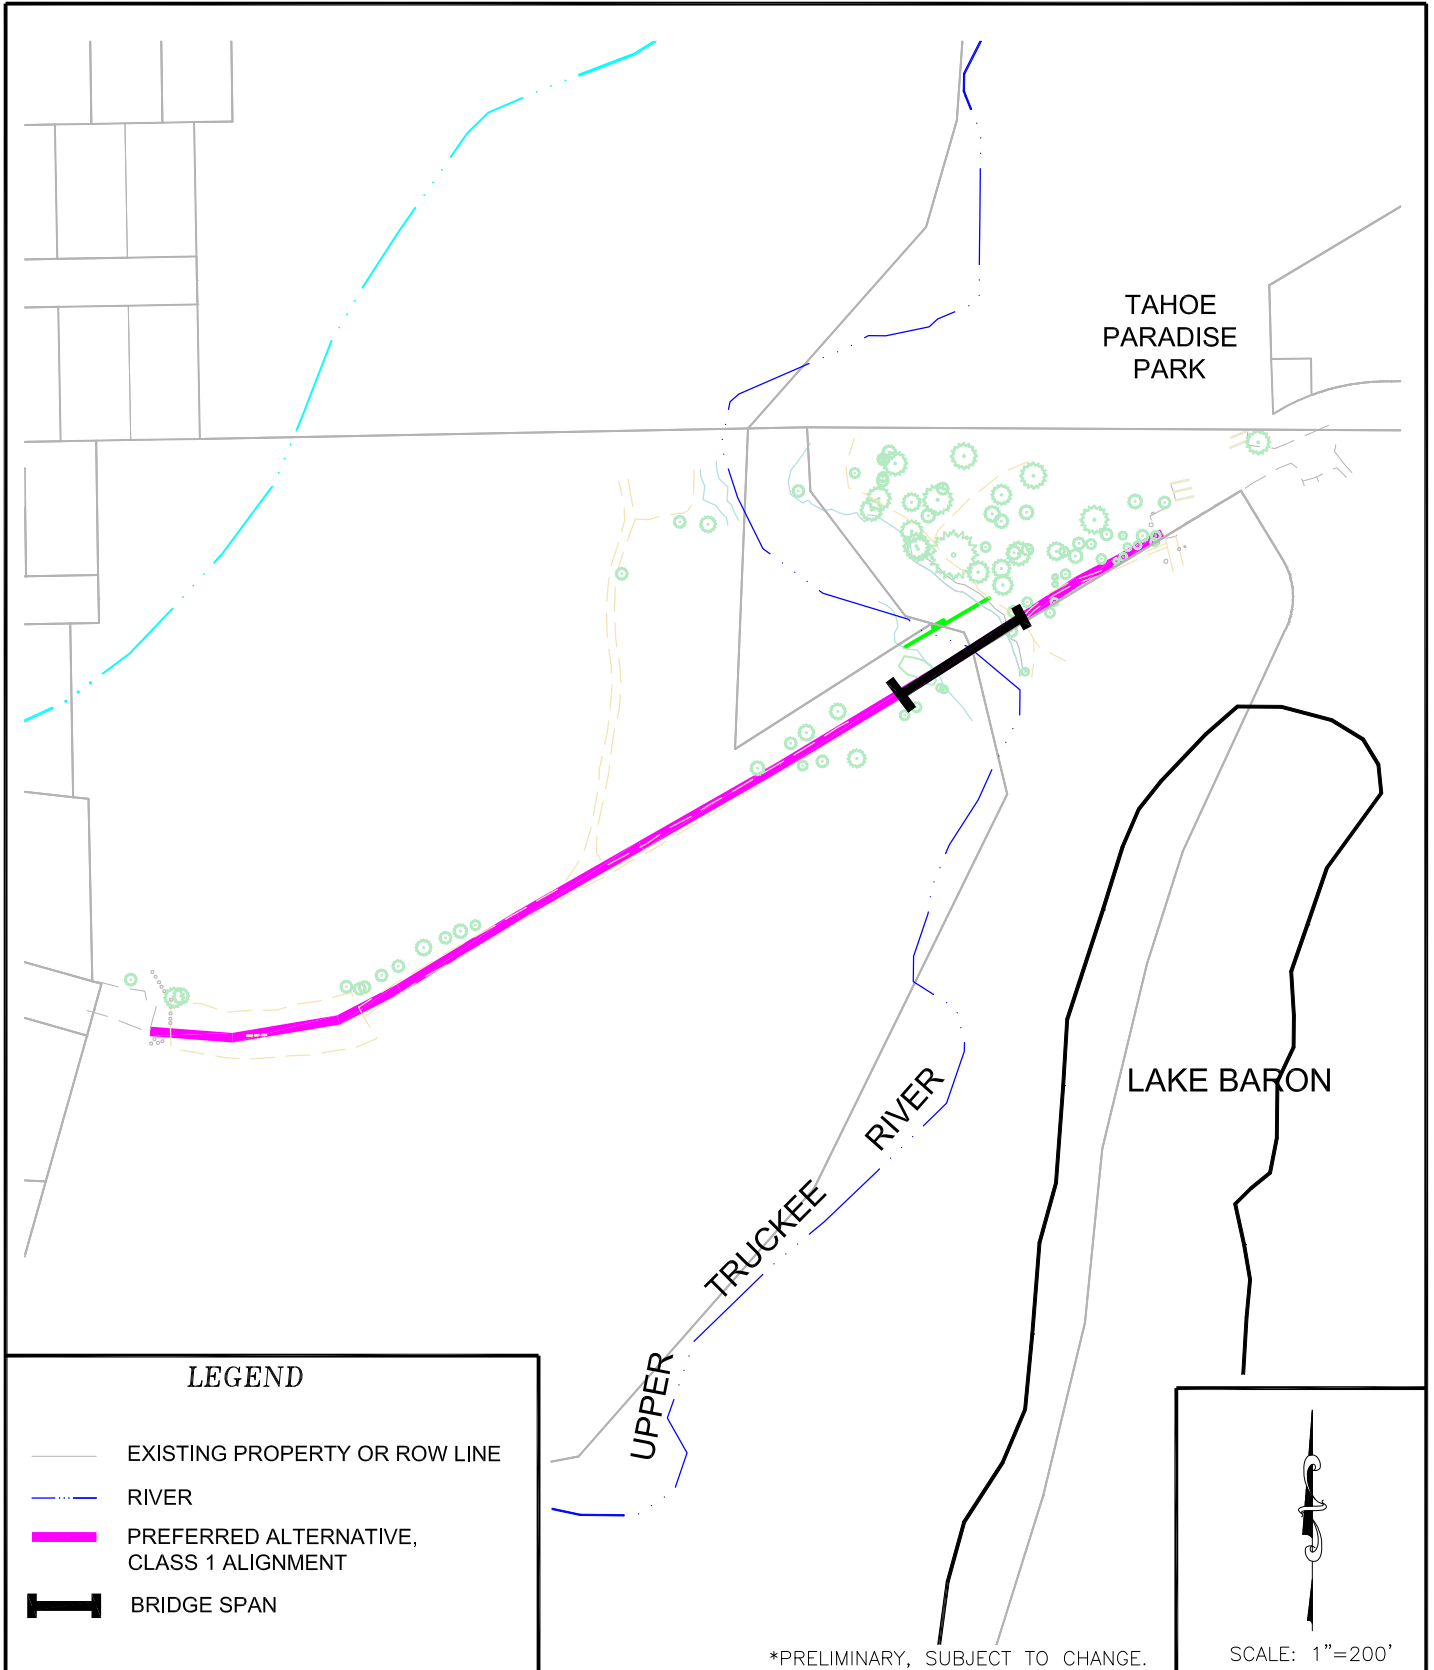 TAHOE
PARADISE
PARK
LAKE BARON
RIVER
TRUCKEE
UPPER
LEGEND
EXISTING PROPERTY OR ROW LINE
RIVER
PREFERRED ALTERNATIVE,
CLASS 1 ALIGNMENT
BRIDGE SPAN
*PRELIMINARY, SUBJECT TO CHANGE.
SCALE: 1"=200'